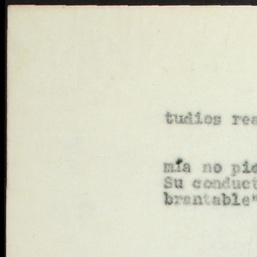 tudios rea
mía no pie
Su conduct
brantable"